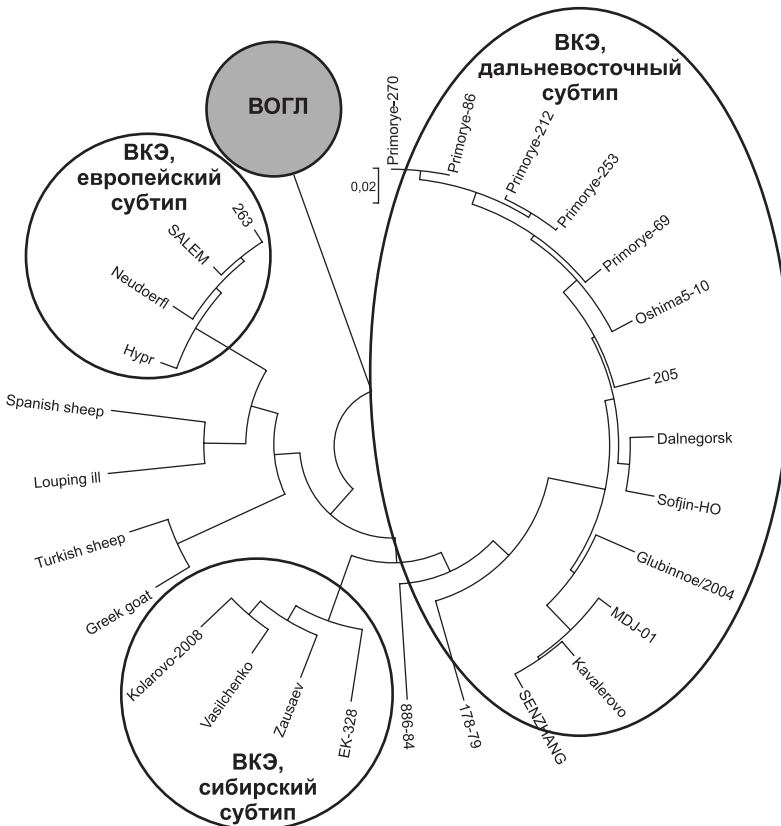 ВОГЛ
ВКЭ,
европейский
субтип
263
SALEM
Neudoerfl
Hypr
Spanish sheep
Louping ill
Turkish sheep
Greek goat
ВКЭ,
дальневосточный
субтип
0,02
Primorye-270
Primorye-86
Primorye-212
Primorye-253
Primorye-69
Oshima5-10
205
Dalnegorsk
Sofjin-HO
Glubinnoe/2004
MDJ-01
Kavalerovo
SENZHANG
178-79
886-84
EK-328
Zausaev
Vasilchenko
Kolarovo-2008
ВКЭ,
сибирский
субтип